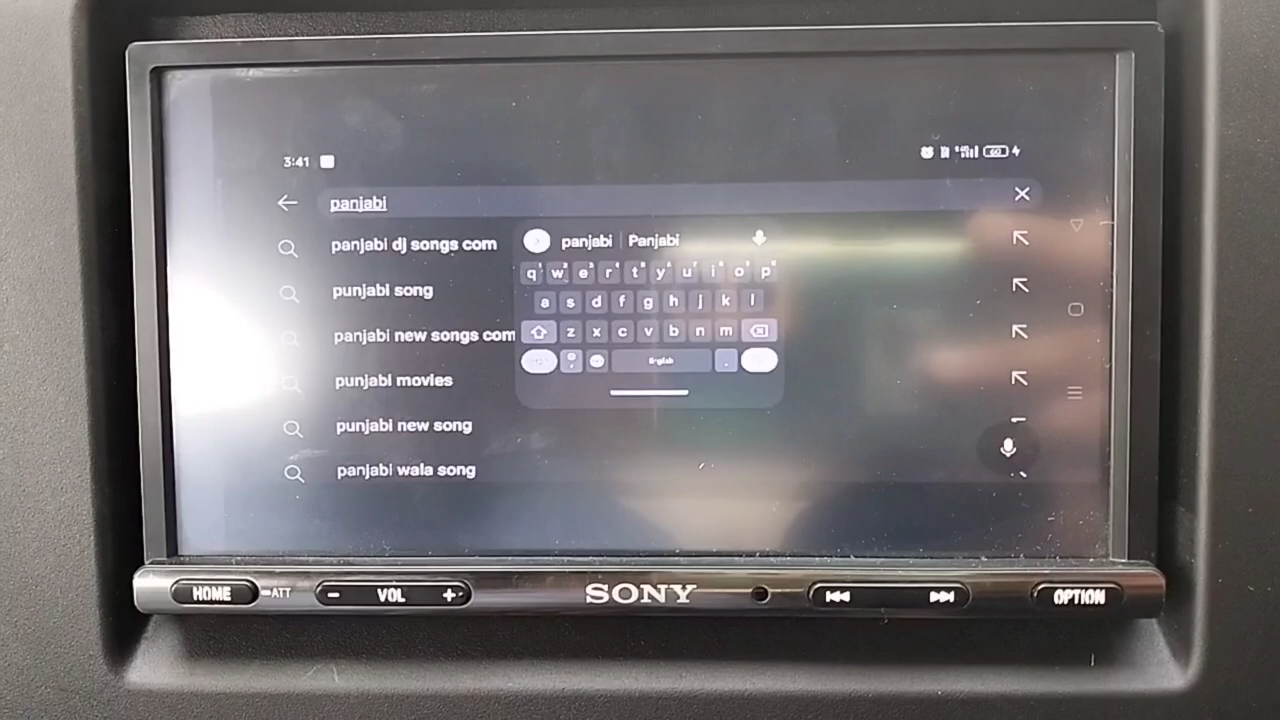 3:41 60
panjabi
panjabi dj songs com
punjabi song
panjabi new songs com
punjabi movies
punjabi new song
panjabi wala song
panjabi Panjabi
q w e r t y u i o p
a s d f g h j k l
z x c v b n m
English .
HOME ATT - VOL + SONY OPTION